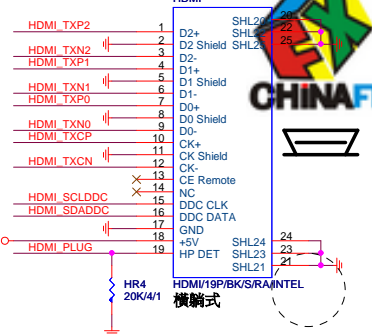 HDMI
HDMI_TXP2 1 D2+ SHL20 20
2 D2 Shield 22
HDMI_TXN2 3 D2- 25
HDMI_TXP1 4 D1+
5 D1 Shield
HDMI_TXN1 6 D1-
HDMI_TXP0 7 D0+
8 D0 Shield
HDMI_TXN0 9 D0-
HDMI_TXCP 10 CK+
11 CK Shield
HDMI_TXCN 12 CK-
13 CE Remote
14 NC
HDMI_SCLDDC 15 DDC CLK
HDMI_SDADDC 16 DDC DATA
17 GND
18 +5V SHL24 24
HDMI_PLUG 19 HP DET SHL23 23
SHL21 21
HR4
20K/4/1
HDMI/19P/BK/S/RA/INTEL
橫躺式